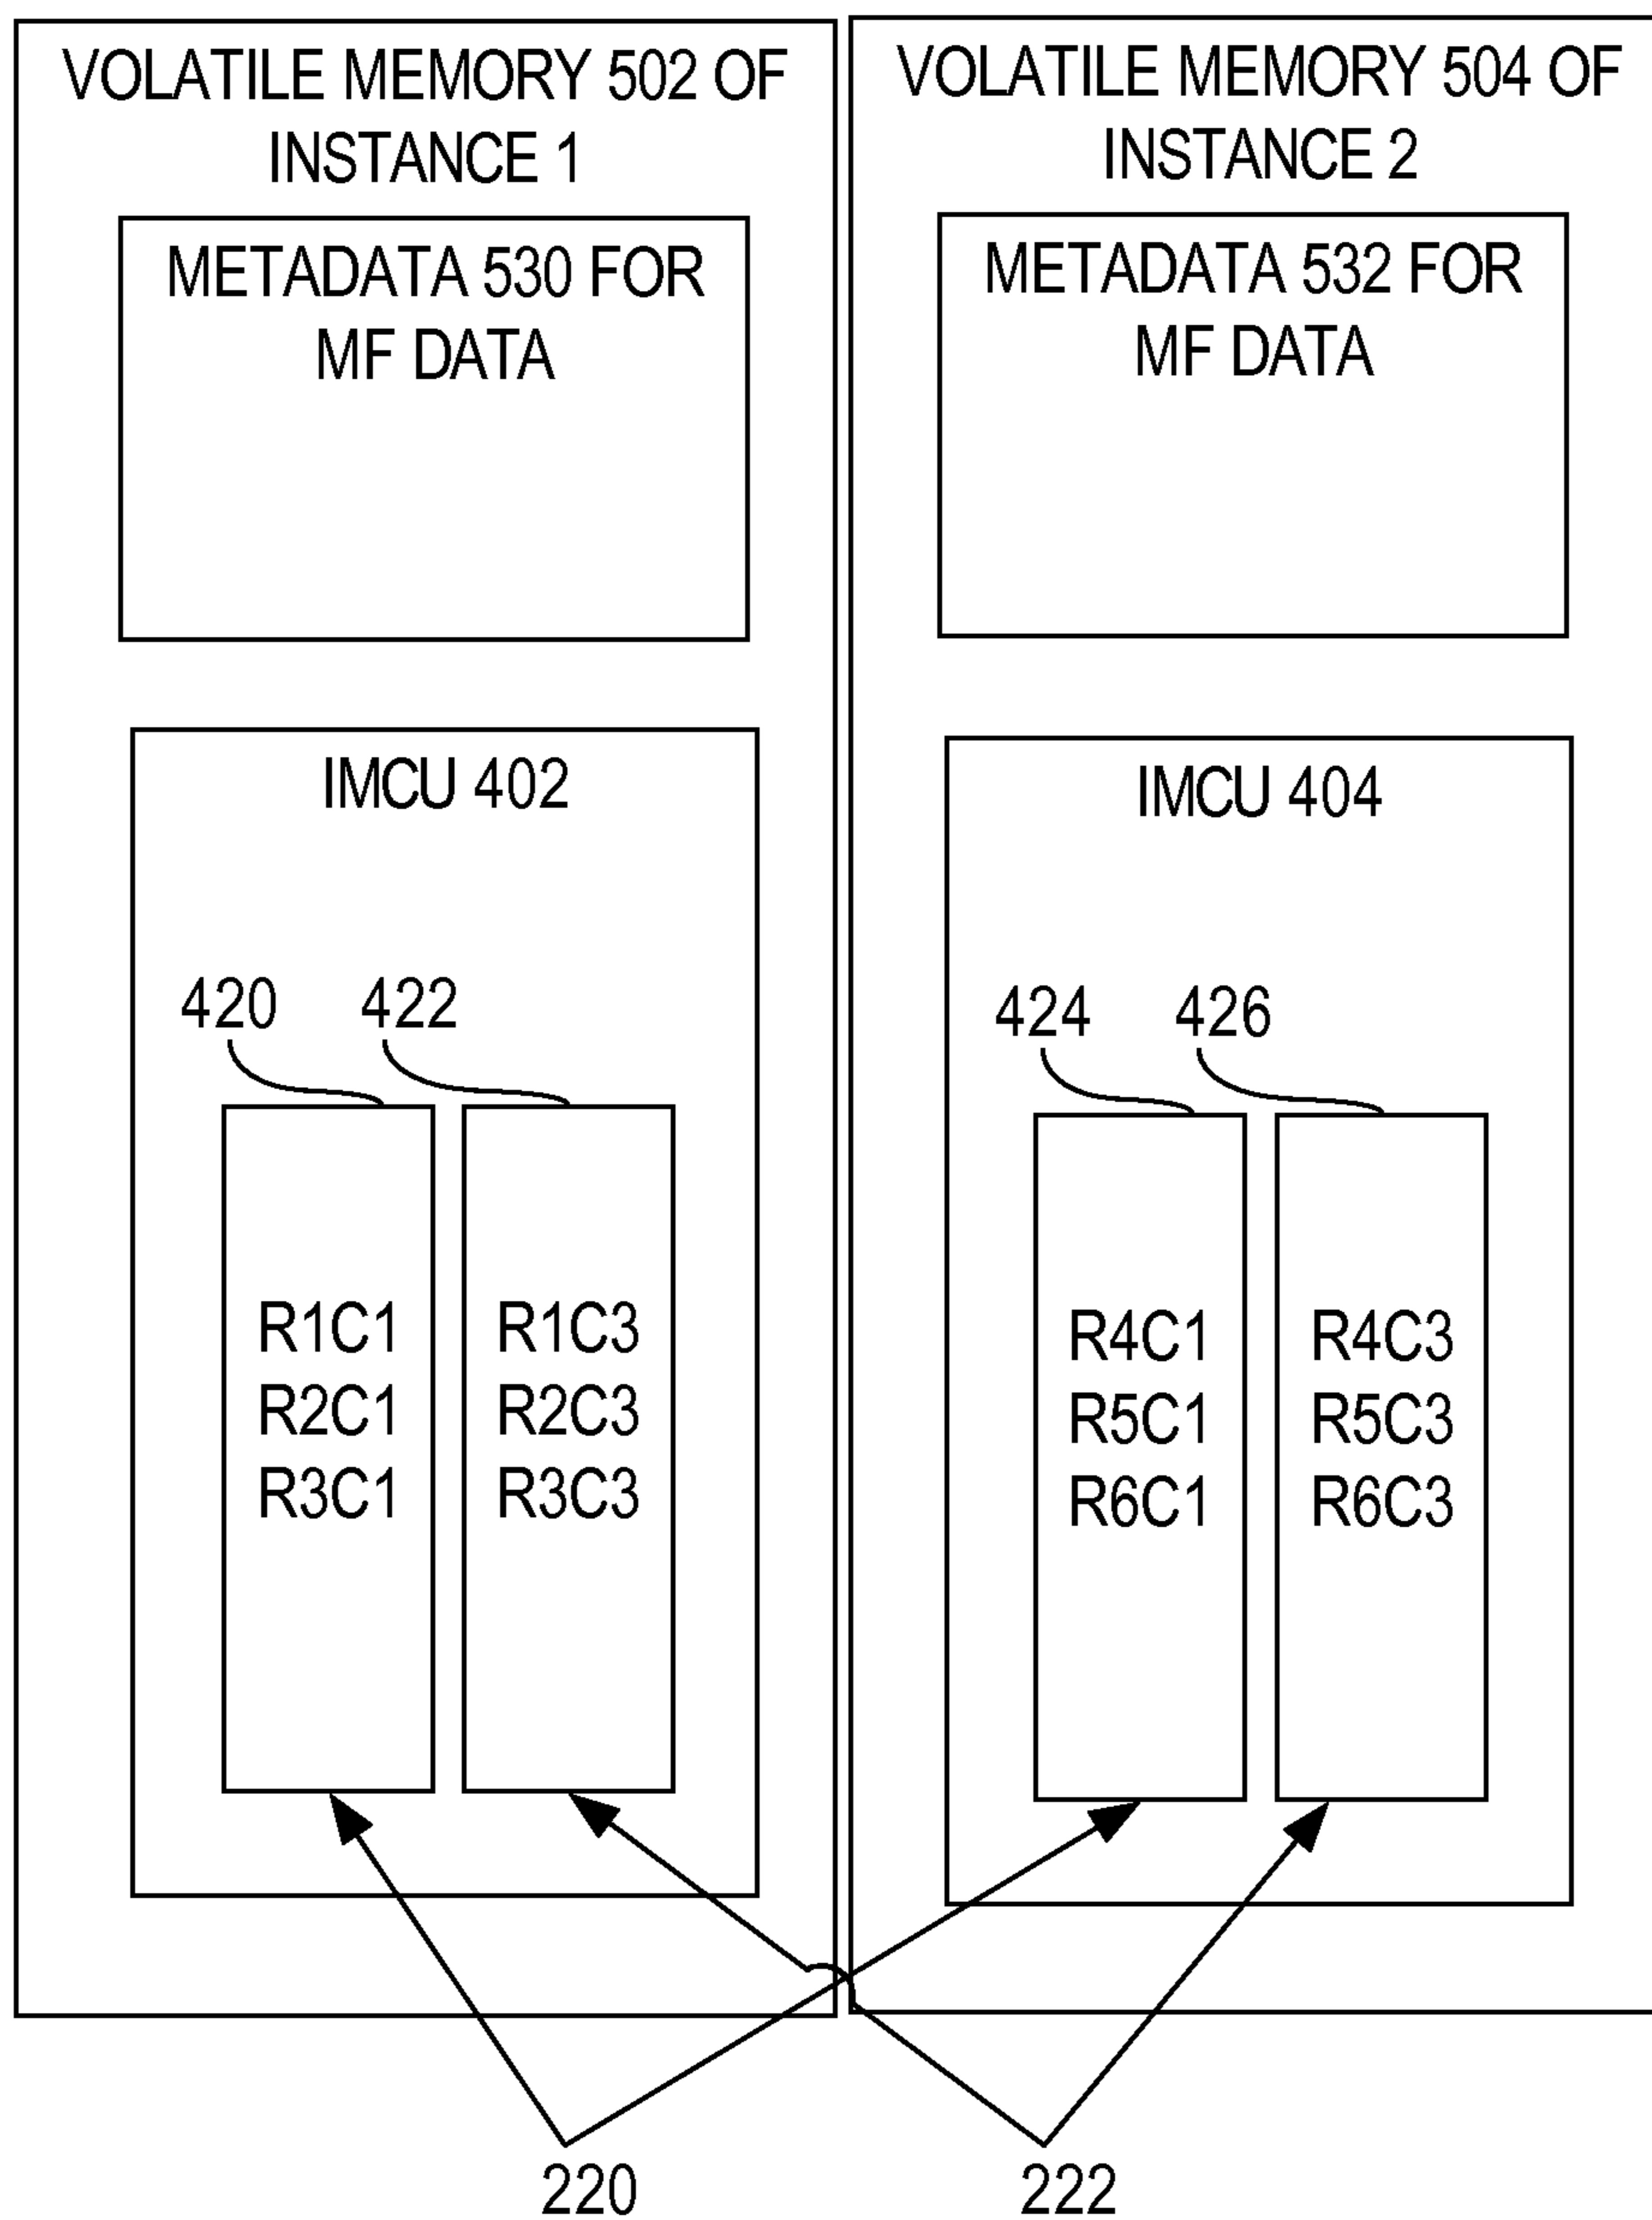 VOLATILE MEMORY 502 OF
INSTANCE 1
METADATA 530 FOR
MF DATA
IMCU 402
420
422
R1C1
R2C1
R3C1
R1C3
R2C3
R3C3
VOLATILE MEMORY 504 OF
INSTANCE 2
METADATA 532 FOR
MF DATA
IMCU 404
424
426
R4C1
R5C1
R6C1
R4C3
R5C3
R6C3
220
222